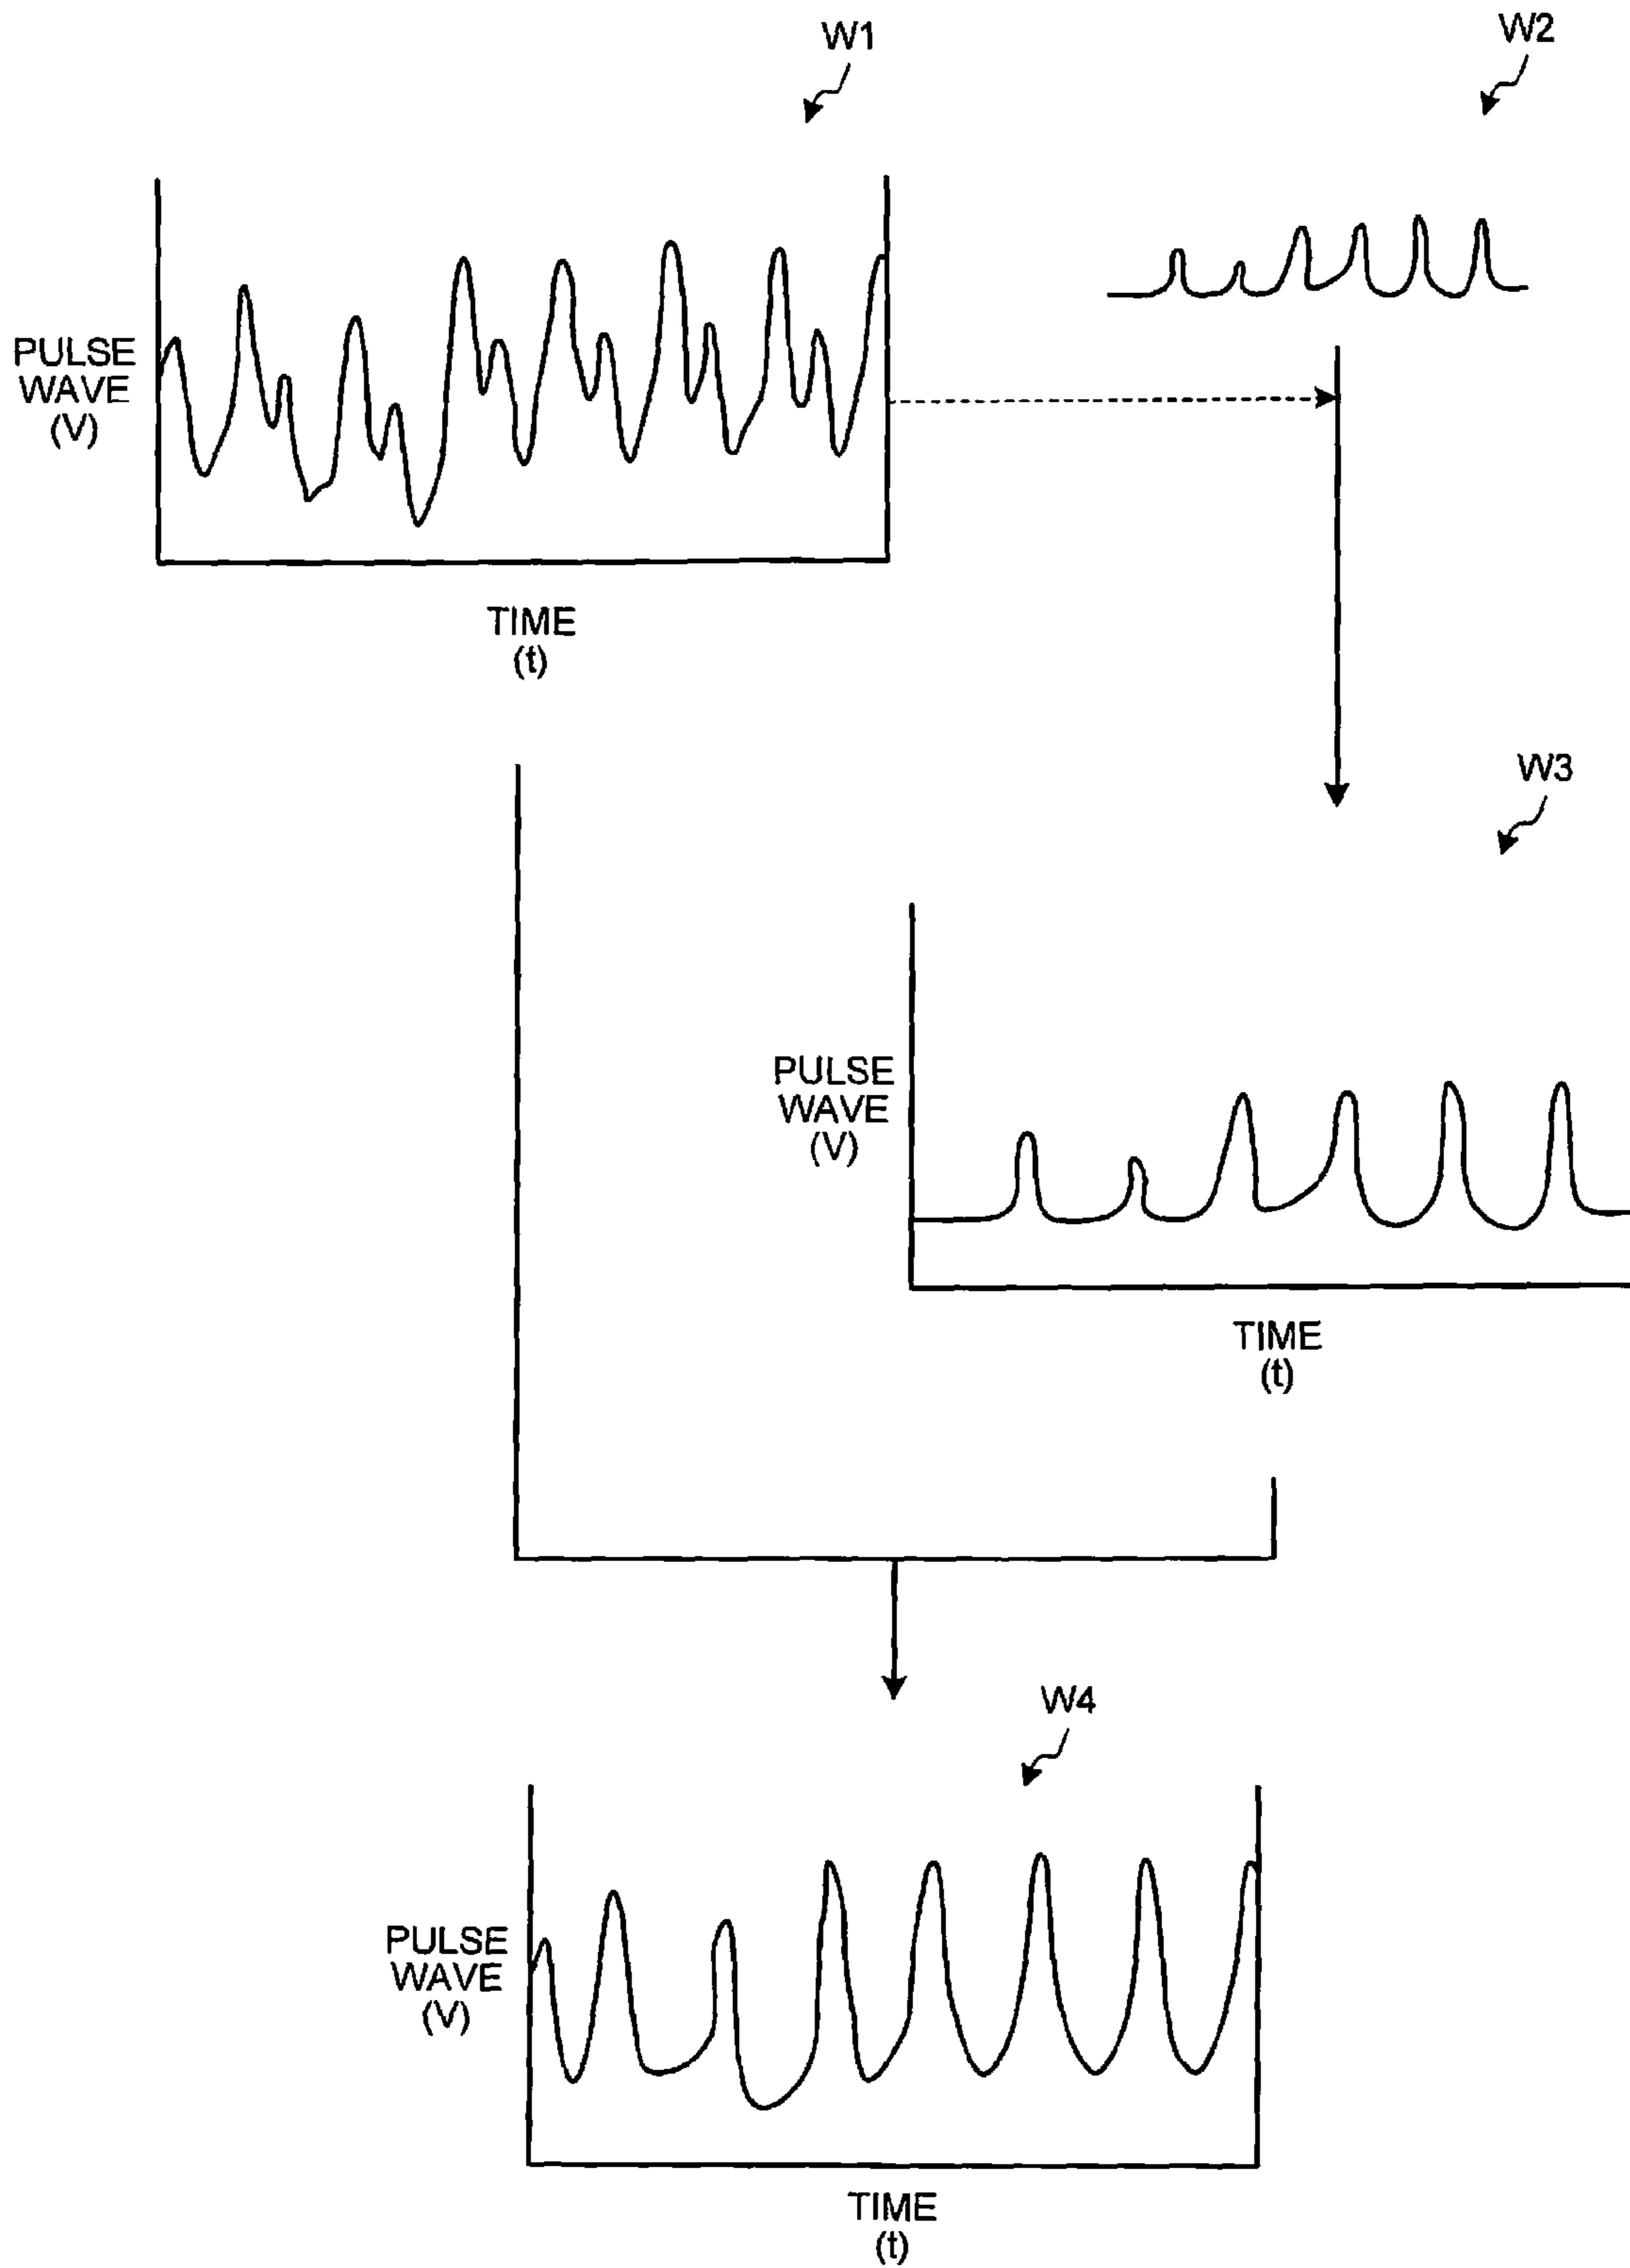 W1
W2
PULSE
WAVE
(V)
TIME
(t)
W3
PULSE
WAVE
(V)
TIME
(t)
W4
PULSE
WAVE
(V)
TIME
(t)